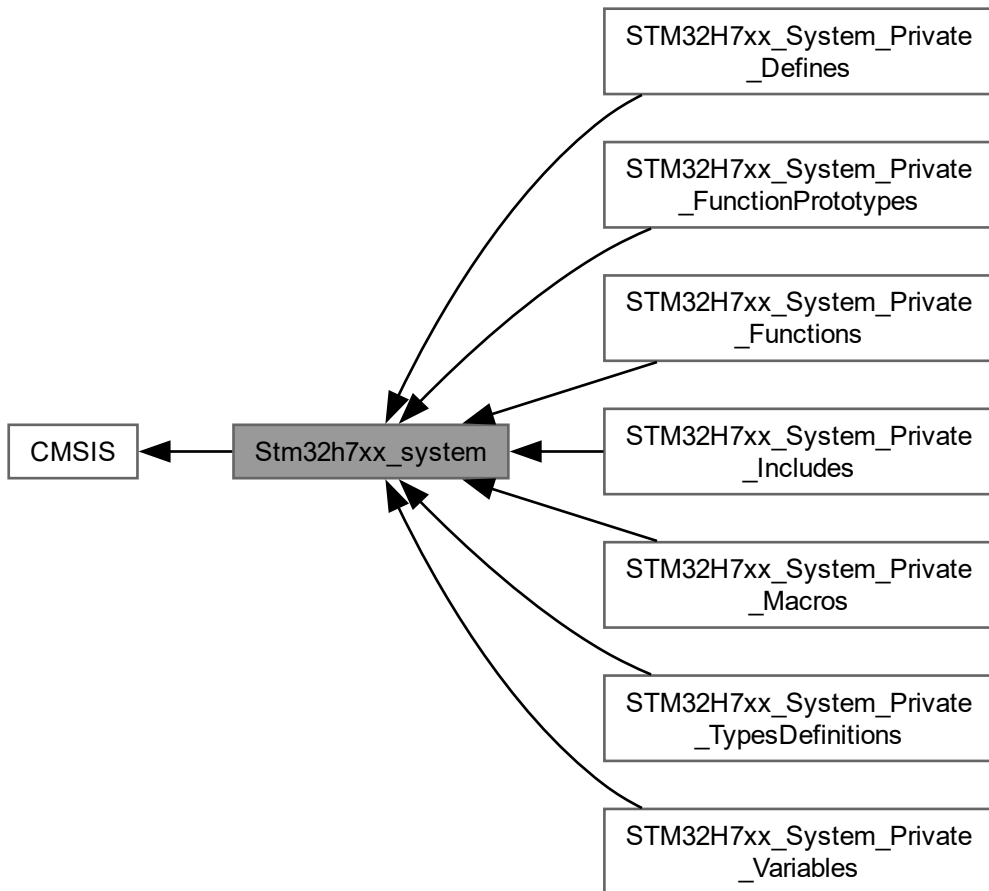 STM32H7xx_System_Private
_Defines
STM32H7xx_System_Private
_FunctionPrototypes
STM32H7xx_System_Private
_Functions
CMSIS
Stm32h7xx_system
STM32H7xx_System_Private
_Includes
STM32H7xx_System_Private
_Macros
STM32H7xx_System_Private
_TypesDefinitions
STM32H7xx_System_Private
_Variables